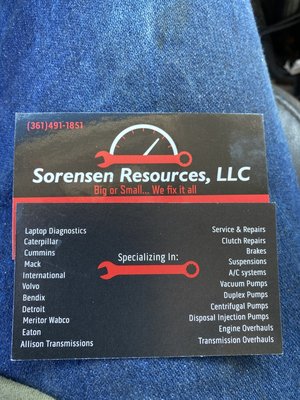 (361)491-1851
Sorensen Resources, LLC
Big or Small... We fix it all
Specializing In:
Laptop Diagnostics
Caterpillar
Cummins
Mack
International
Volvo
Bendix
Detroit
Meritor Wabco
Eaton
Allison Transmissions
Service & Repairs
Clutch Repairs
Brakes
Suspensions
A/C systems
Vacuum Pumps
Duplex Pumps
Centrifugal Pumps
Disposal Injection Pumps
Engine Overhauls
Transmission Overhauls